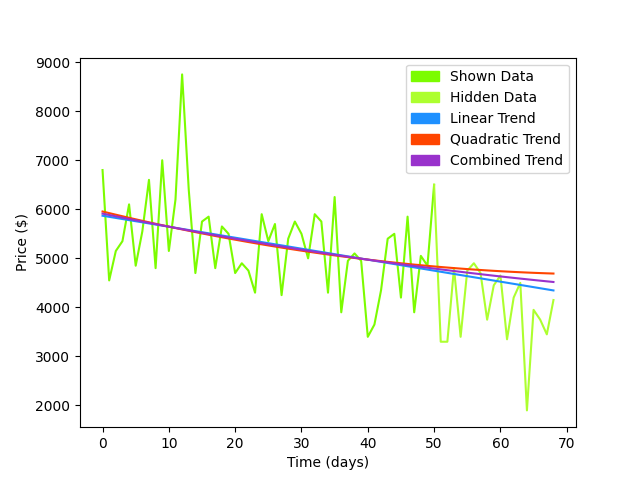 9000
8000
7000
6000
5000
4000
3000
2000
Price ($)
0 10 20 30 40 50 60 70
Time (days)
Shown Data
Hidden Data
Linear Trend
Quadratic Trend
Combined Trend